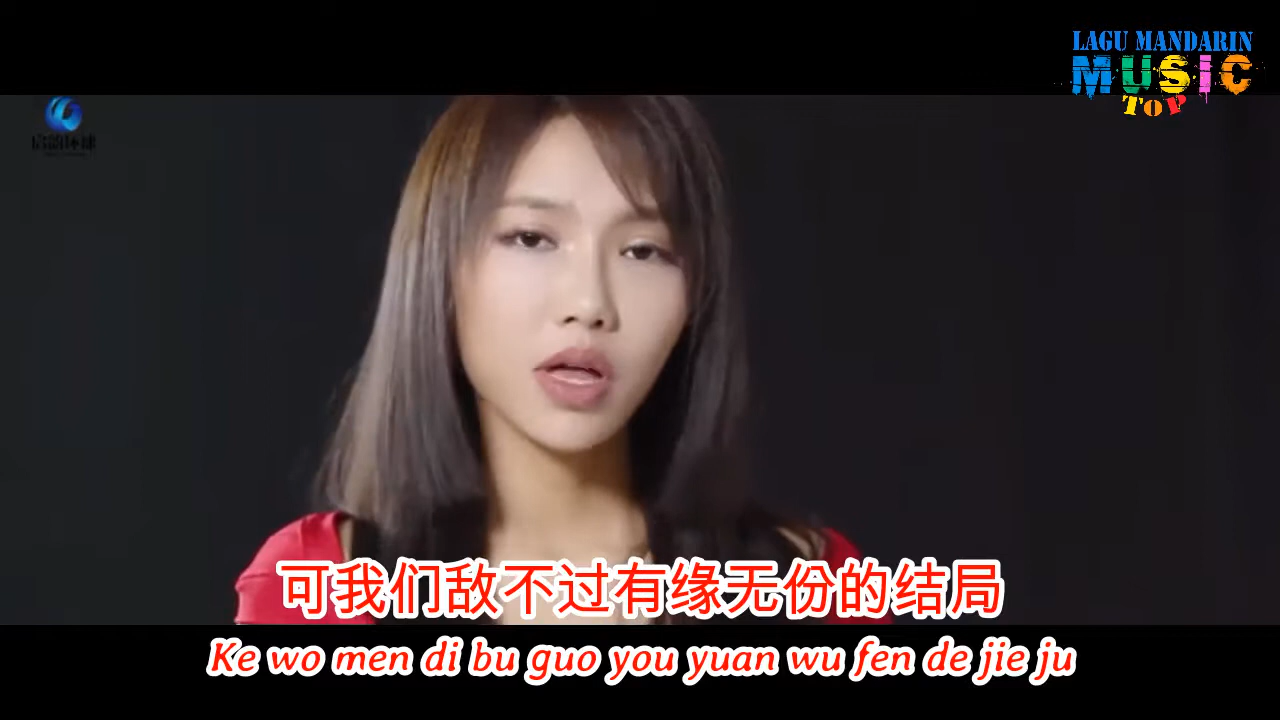 LAGU MANDARIN
MUSIC
ToP
可我们敌不过有缘无份的结局
Ke wo men di bu guo you yuan wu fen de jie ju